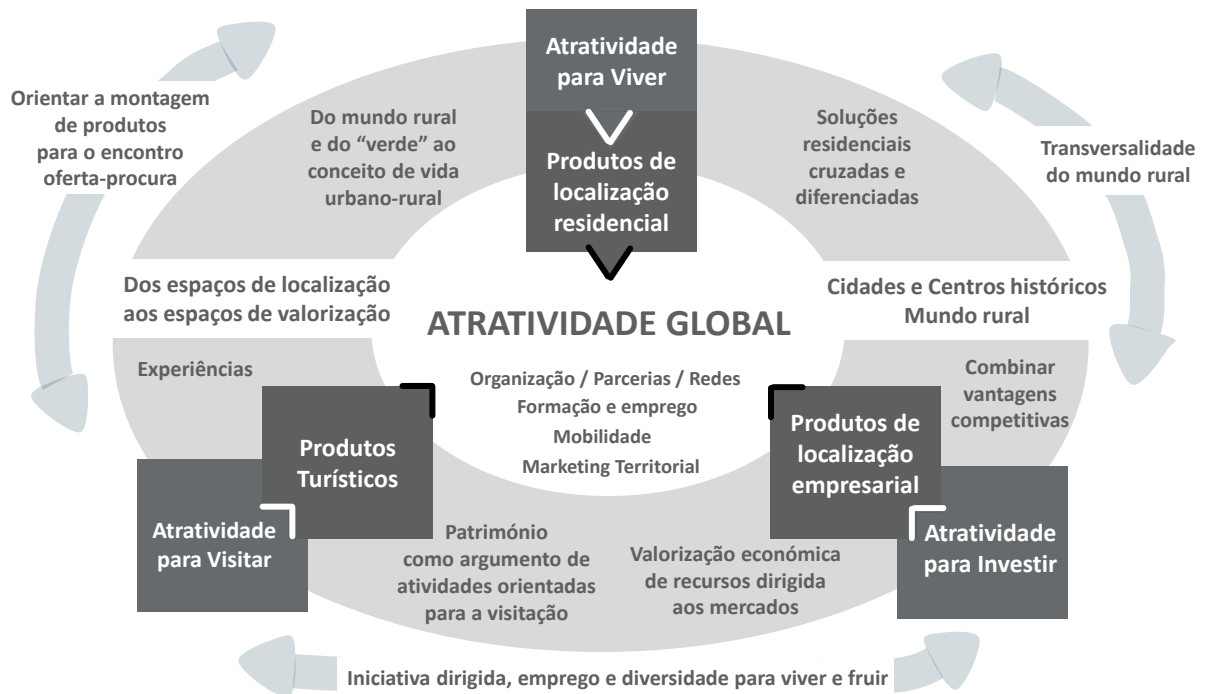 Atratividade
para Viver
Produtos de
localização
residencial
Orientar a montagem
de produtos
para o encontro
oferta-procura
Do mundo rural
e do “verde” ao
conceito de vida
urbano-rural
Soluções
residenciais
cruzadas e
diferenciadas
Transversalidade
do mundo rural
Dos espaços de localização
aos espaços de valorização
Cidades e Centros históricos
Mundo rural
ATRATIVIDADE GLOBAL
Organização / Parcerias / Redes
Formação e emprego
Mobilidade
Marketing Territorial
Experiências
Combinar
vantagens
competitivas
Produtos
Turísticos
Produtos de
localização
empresarial
Atratividade
para Visitar
Atratividade
para Investir
Património
como argumento de
atividades orientadas
para a visitação
Valorização económica
de recursos dirigida
aos mercados
Iniciativa dirigida, emprego e diversidade para viver e fruir